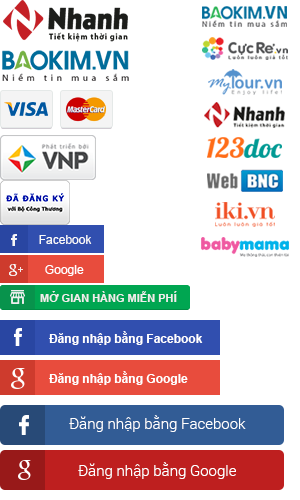 Nhanh
Tiết kiệm thời gian
BAOKIM.VN
Niềm tin mua sắm
VISA
MasterCard
Phát triển bởi
VNP
ĐÃ ĐĂNG KÝ
với Bộ Công Thương
f Facebook
g+ Google
MỞ GIAN HÀNG MIỄN PHÍ
f Đăng nhập bằng Facebook
g Đăng nhập bằng Google
f Đăng nhập bằng Facebook
g Đăng nhập bằng Google
BAOKIM.VN
Niềm tin mua sắm
CựcRẻ.vn
Luôn luôn giá tốt
myTour.vn
Enjoy life!
Nhanh
Tiết kiệm thời gian
123doc
Web BNC
iki.vn
Luôn luôn giá tốt
babymama